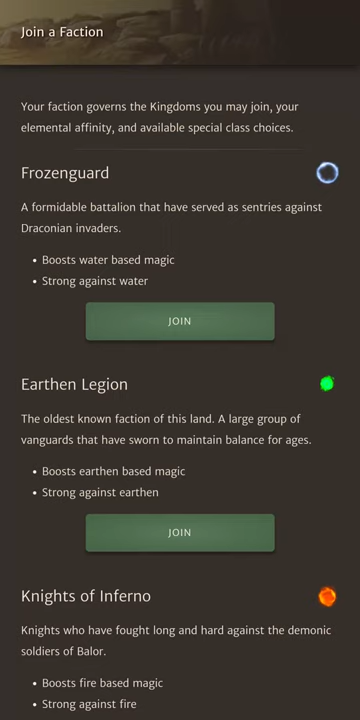 Join a Faction
Your faction governs the Kingdoms you may join, your
elemental affinity, and available special class choices.
Frozenguard
A formidable battalion that have served as sentries against
Draconian invaders.
• Boosts water based magic
• Strong against water
JOIN
Earthen Legion
The oldest known faction of this land. A large group of
vanguards that have sworn to maintain balance for ages.
• Boosts earthen based magic
• Strong against earthen
JOIN
Knights of Inferno
Knights who have fought long and hard against the demonic
soldiers of Balor.
• Boosts fire based magic
• Strong against fire